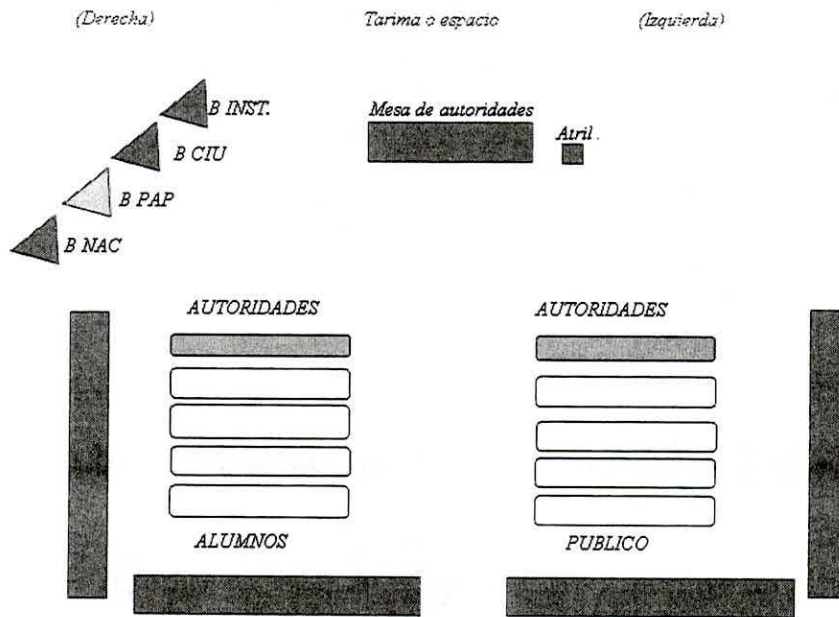 (Derecha) Tarima o espacio (Izquierda)
B INST.
Mesa de autoridades
Atril .
B CIU
B PAP
B NAC
AUTORIDADES AUTORIDADES
ALUMNOS PUBLICO